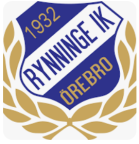 1932
RYNNINGE IK
ÖREBRO